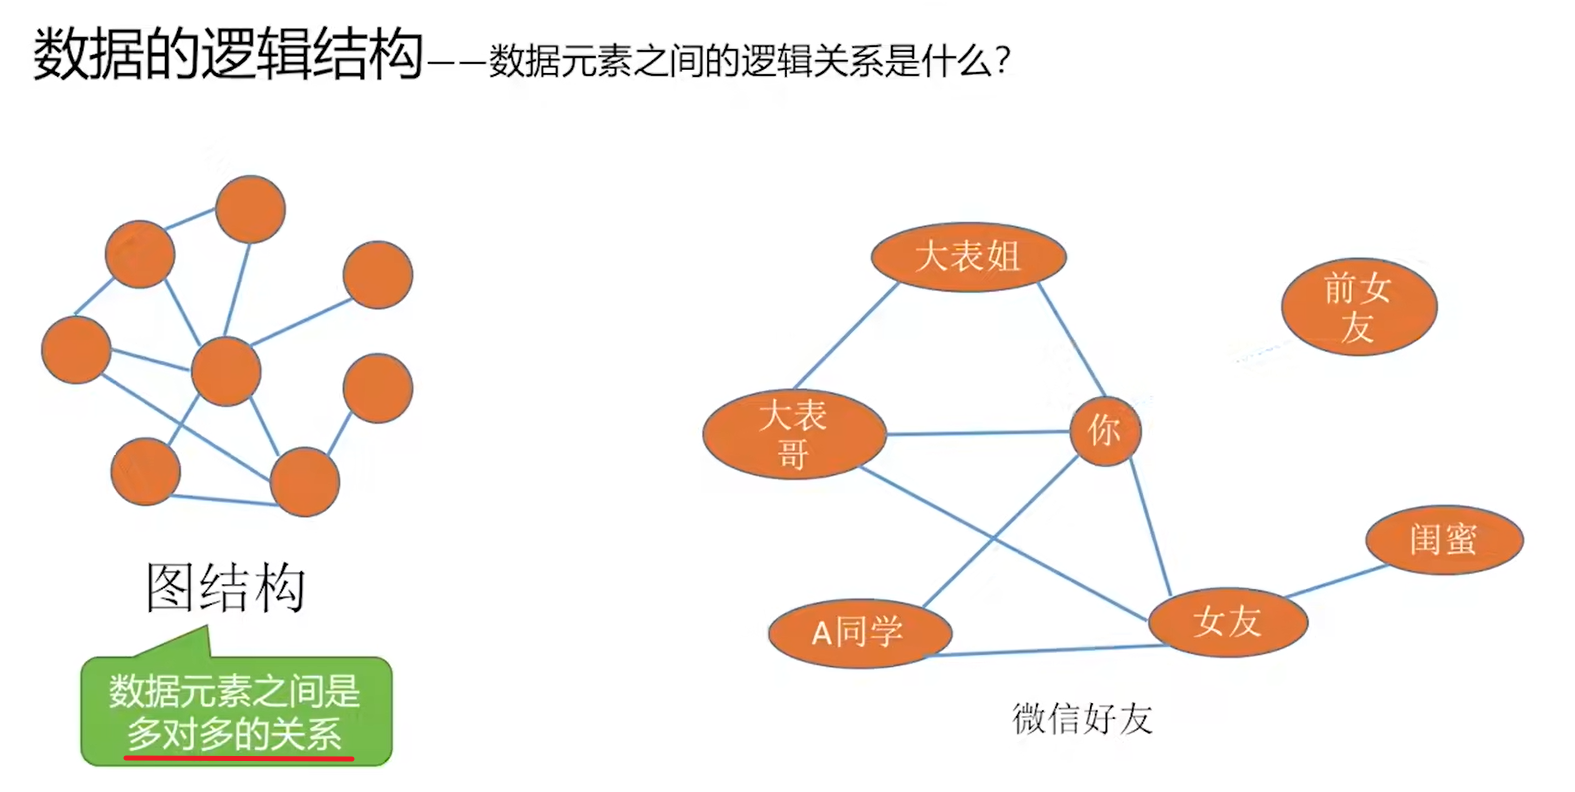 数据的逻辑结构——数据元素之间的逻辑关系是什么？
大表姐
前女
友
大表
哥
你
闺蜜
A同学
女友
图结构
数据元素之间是
多对多的关系
微信好友